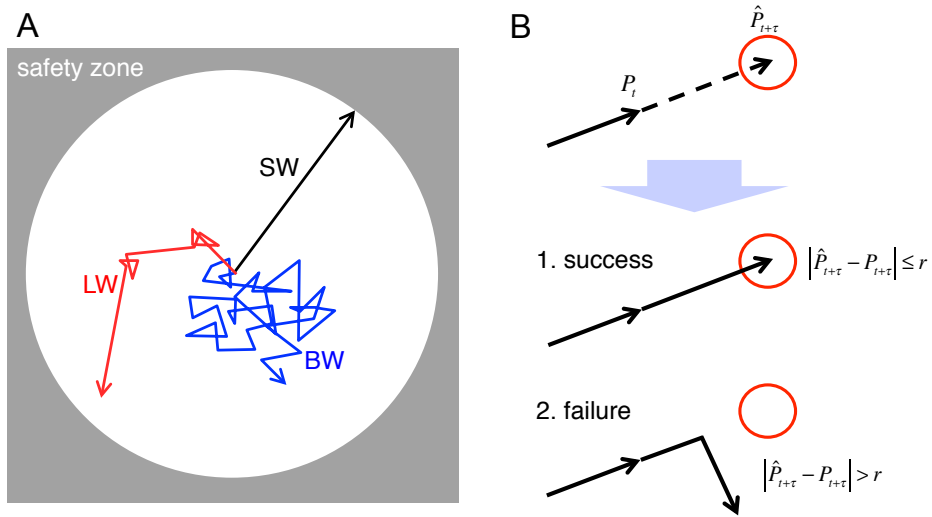 A
safety zone
SW
LW
BW
B
P̂ₜ₊τ
Pₜ
1. success
|P̂ₜ₊τ − Pₜ₊τ| ≤ r
2. failure
|P̂ₜ₊τ − Pₜ₊τ| > r